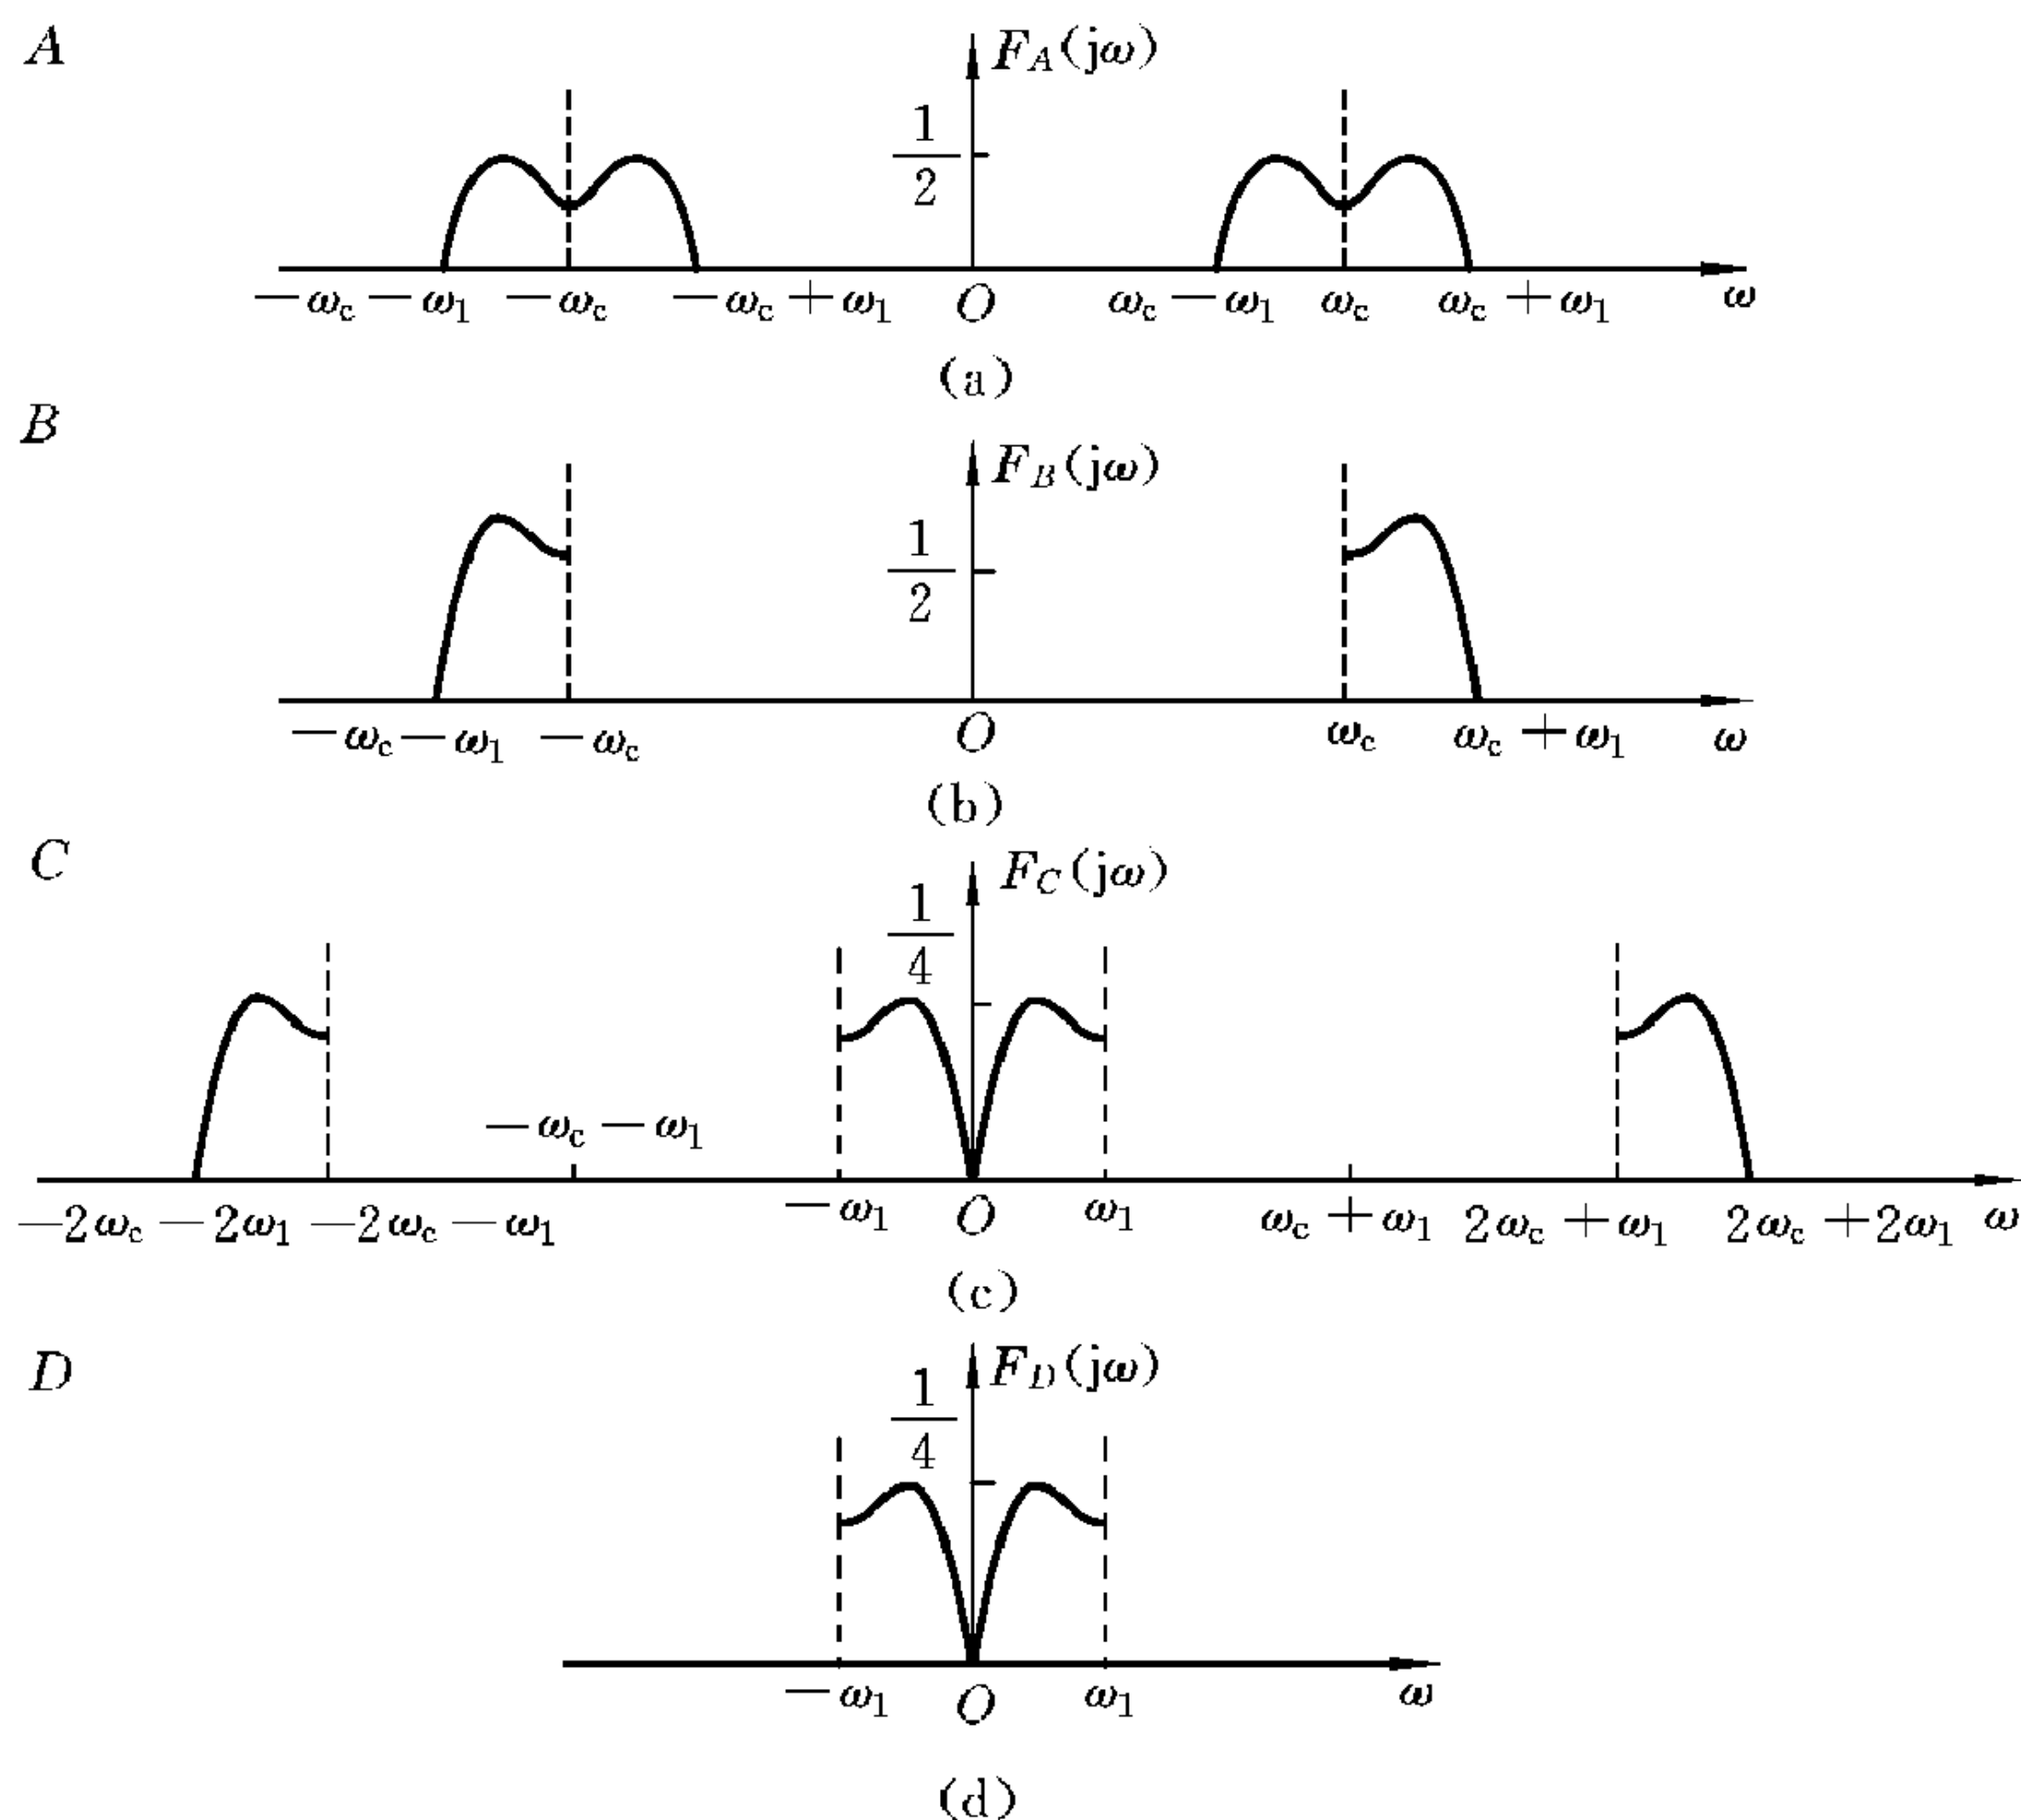 A
F_A(jω)
1/2
−ω_c − ω_1 −ω_c −ω_c + ω_1 O ω_c − ω_1 ω_c ω_c + ω_1 ω
(a)
B
F_B(jω)
1/2
−ω_c − ω_1 −ω_c O ω_c ω_c + ω_1 ω
(b)
C
F_C(jω)
1/4
−ω_c − ω_1
−2ω_c − 2ω_1 −2ω_c − ω_1 −ω_1 O ω_1 ω_c + ω_1 2ω_c + ω_1 2ω_c + 2ω_1 ω
(c)
D
F_D(jω)
1/4
−ω_1 O ω_1 ω
(d)